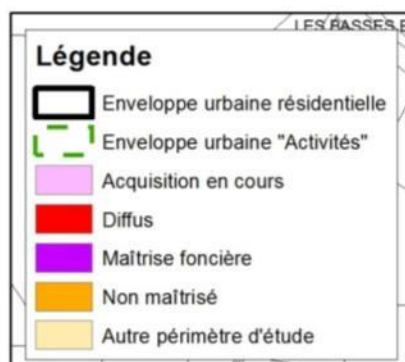 LES BASSES
Légende
Enveloppe urbaine résidentielle
Enveloppe urbaine "Activités"
Acquisition en cours
Diffus
Maîtrise foncière
Non maîtrisé
Autre périmètre d'étude